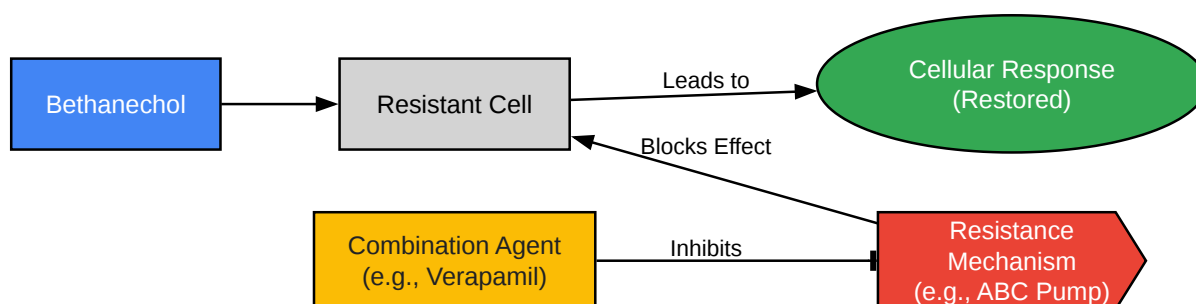 Bethanechol
Resistant Cell
Leads to
Cellular Response
(Restored)
Blocks Effect
Combination Agent
(e.g., Verapamil)
Inhibits
Resistance
Mechanism
(e.g., ABC Pump)